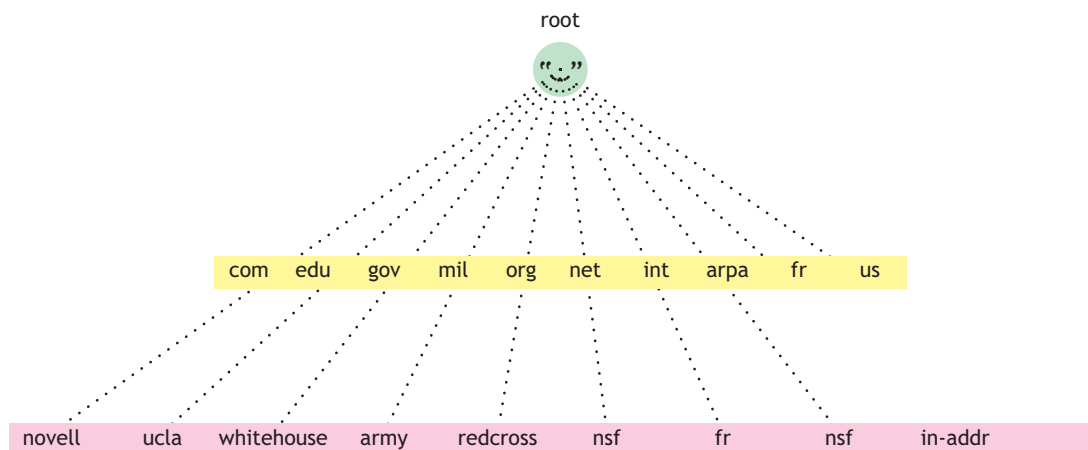 root
“.”
com edu gov mil org net int arpa fr us
novell ucla whitehouse army redcross nsf fr nsf in-addr